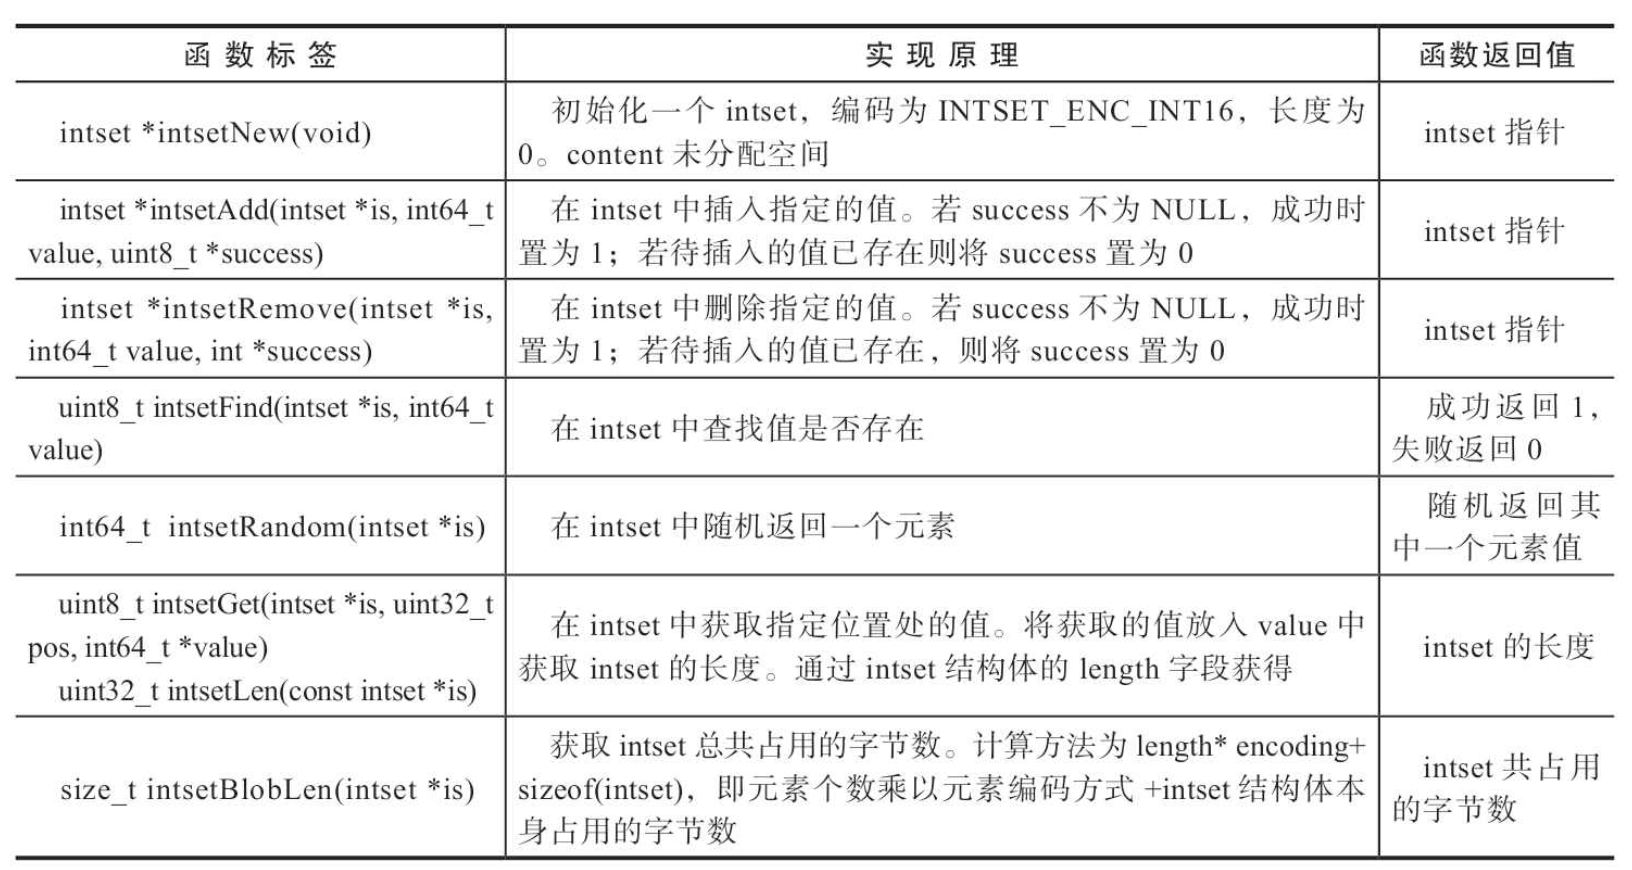 函数标签 实现原理 函数返回值
intset *intsetNew(void)
初始化一个 intset，编码为 INTSET_ENC_INT16，长度为
0。content 未分配空间
intset 指针
intset *intsetAdd(intset *is, int64_t
value, uint8_t *success)
在 intset 中插入指定的值。若 success 不为 NULL，成功时
置为 1；若待插入的值已存在则将 success 置为 0
intset 指针
intset *intsetRemove(intset *is,
int64_t value, int *success)
在 intset 中删除指定的值。若 success 不为 NULL，成功时
置为 1；若待插入的值已存在，则将 success 置为 0
intset 指针
uint8_t intsetFind(intset *is, int64_t
value)
在 intset 中查找值是否存在
成功返回 1，
失败返回 0
int64_t intsetRandom(intset *is)
在 intset 中随机返回一个元素
随机返回其
中一个元素值
uint8_t intsetGet(intset *is, uint32_t
pos, int64_t *value)
uint32_t intsetLen(const intset *is)
在 intset 中获取指定位置处的值。将获取的值放入 value 中
获取 intset 的长度。通过 intset 结构体的 length 字段获得
intset 的长度
size_t intsetBlobLen(intset *is)
获取 intset 总共占用的字节数。计算方法为 length* encoding+
sizeof(intset)，即元素个数乘以元素编码方式 +intset 结构体本
身占用的字节数
intset 共占用
的字节数